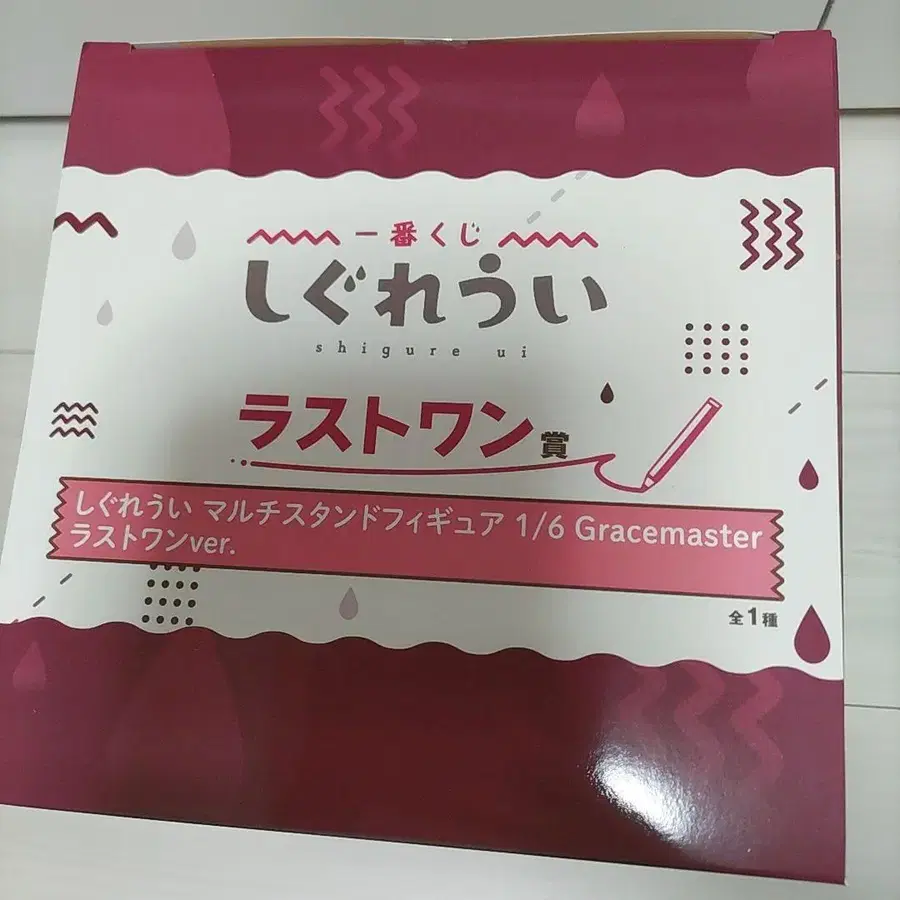 一番くじ
しぐれうい
shigure ui
ラストワン賞
しぐれうい マルチスタンドフィギュア 1/6 Gracemaster
ラストワンver.
全1種